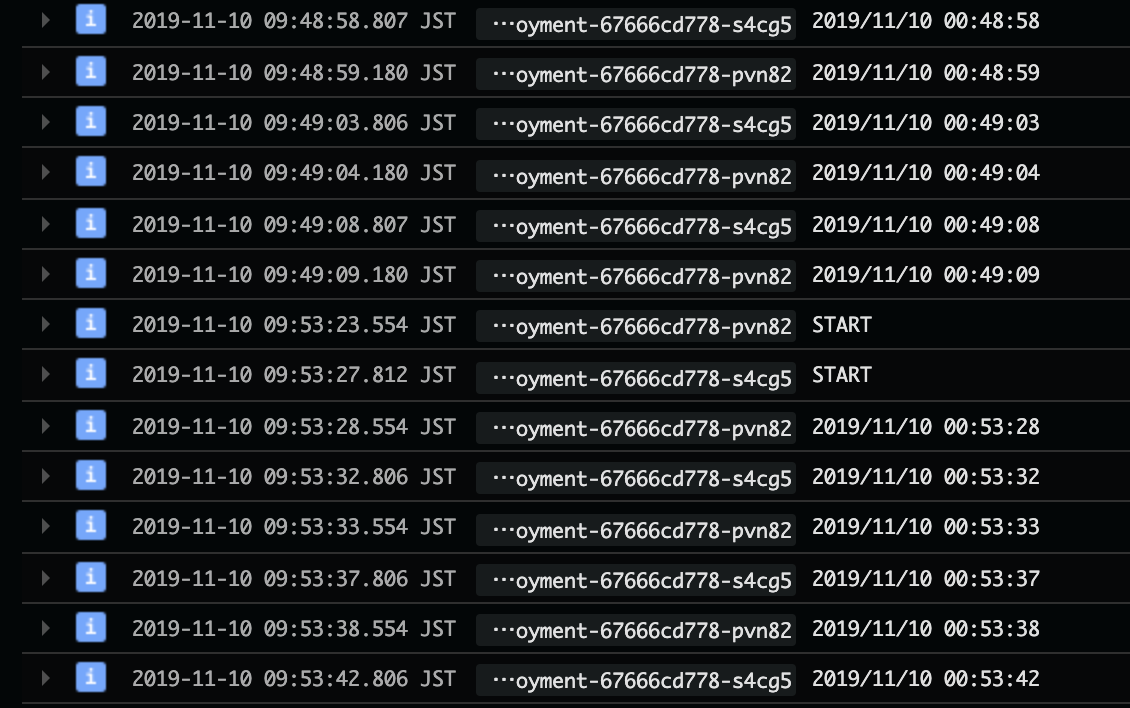 i 2019-11-10 09:48:58.807 JST …oyment-67666cd778-s4cg5 2019/11/10 00:48:58
i 2019-11-10 09:48:59.180 JST …oyment-67666cd778-pvn82 2019/11/10 00:48:59
i 2019-11-10 09:49:03.806 JST …oyment-67666cd778-s4cg5 2019/11/10 00:49:03
i 2019-11-10 09:49:04.180 JST …oyment-67666cd778-pvn82 2019/11/10 00:49:04
i 2019-11-10 09:49:08.807 JST …oyment-67666cd778-s4cg5 2019/11/10 00:49:08
i 2019-11-10 09:49:09.180 JST …oyment-67666cd778-pvn82 2019/11/10 00:49:09
i 2019-11-10 09:53:23.554 JST …oyment-67666cd778-pvn82 START
i 2019-11-10 09:53:27.812 JST …oyment-67666cd778-s4cg5 START
i 2019-11-10 09:53:28.554 JST …oyment-67666cd778-pvn82 2019/11/10 00:53:28
i 2019-11-10 09:53:32.806 JST …oyment-67666cd778-s4cg5 2019/11/10 00:53:32
i 2019-11-10 09:53:33.554 JST …oyment-67666cd778-pvn82 2019/11/10 00:53:33
i 2019-11-10 09:53:37.806 JST …oyment-67666cd778-s4cg5 2019/11/10 00:53:37
i 2019-11-10 09:53:38.554 JST …oyment-67666cd778-pvn82 2019/11/10 00:53:38
i 2019-11-10 09:53:42.806 JST …oyment-67666cd778-s4cg5 2019/11/10 00:53:42